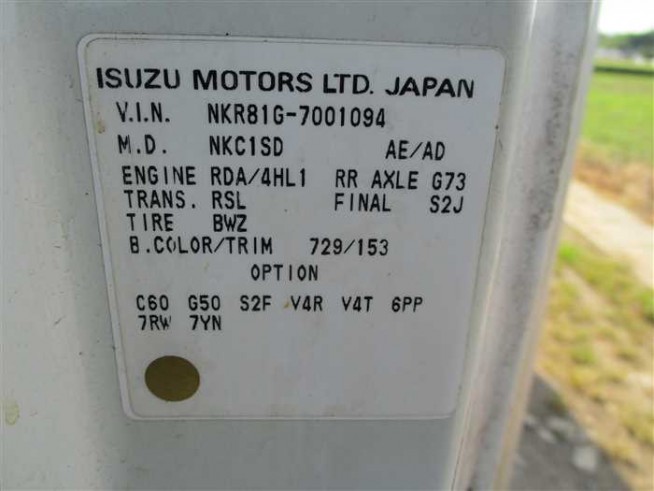 ISUZU MOTORS LTD. JAPAN
V.I.N. NKR81G-7001094
M.D. NKC1SD AE/AD
ENGINE RDA/4HL1 RR AXLE G73
TRANS. RSL FINAL S2J
TIRE BWZ
B.COLOR/TRIM 729/153
OPTION
C60 G50 S2F V4R V4T 6PP
7RW 7YN